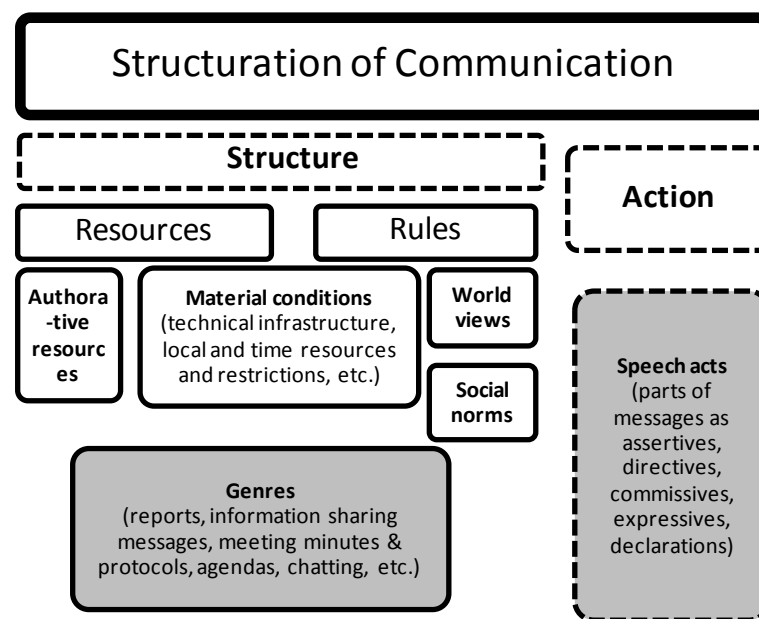 Structuration of Communication
Structure
Action
Resources
Rules
Authora
-tive
resourc
es
Material conditions
(technical infrastructure,
local and time resources
and restrictions, etc.)
World
views
Social
norms
Speech acts
(parts of
messages as
assertives,
directives,
commissives,
expressives,
declarations)
Genres
(reports, information sharing
messages, meeting minutes &
protocols, agendas, chatting, etc.)